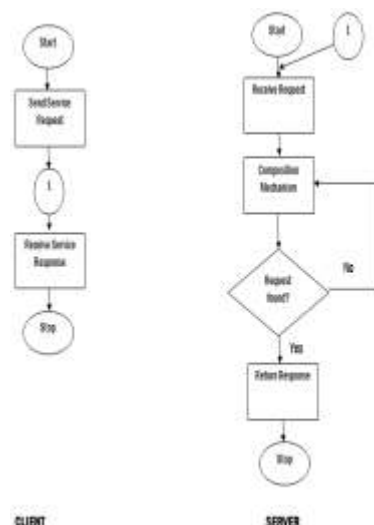 Start
Send Service
Request
1
Receive Service
Response
Stop
CLIENT
Start
1
Receive Request
Composition
Mechanism
Request
found?
No
Yes
Return Response
Stop
SERVER